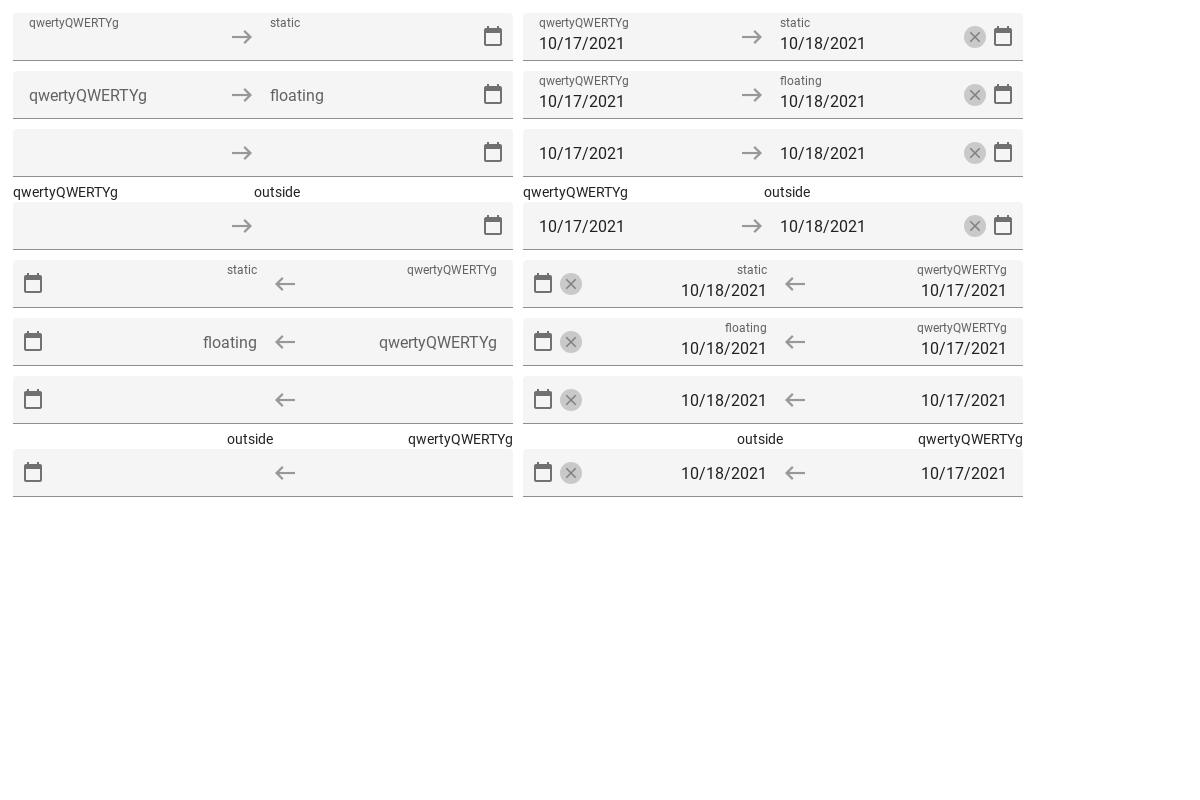 qwertyQWERTYg static qwertyQWERTYg static
10/17/2021 10/18/2021
qwertyQWERTYg floating qwertyQWERTYg floating
10/17/2021 10/18/2021
10/17/2021 10/18/2021
qwertyQWERTYg outside qwertyQWERTYg outside
10/17/2021 10/18/2021
static qwertyQWERTYg static qwertyQWERTYg
10/18/2021 10/17/2021
floating qwertyQWERTYg floating qwertyQWERTYg
10/18/2021 10/17/2021
10/18/2021 10/17/2021
outside qwertyQWERTYg outside qwertyQWERTYg
10/18/2021 10/17/2021